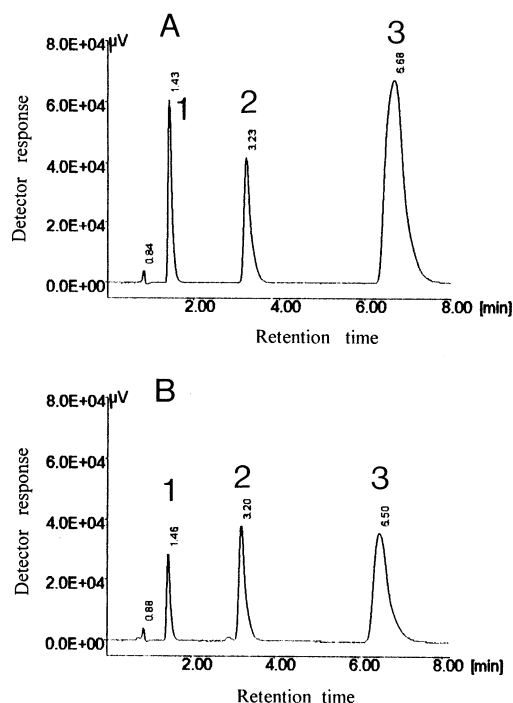 A
8.0E+04 µV
3
6.68
1.43
6.0E+04
1
2
3.23
4.0E+04
Detector response
2.0E+04
0.84
0.0E+00
2.00 4.00 6.00 8.00 [min]
Retention time
B
8.0E+04 µV
6.0E+04
1
2
3
1.46
3.20
6.50
4.0E+04
Detector response
2.0E+04
0.88
0.0E+00
2.00 4.00 6.00 8.00 [min]
Retention time